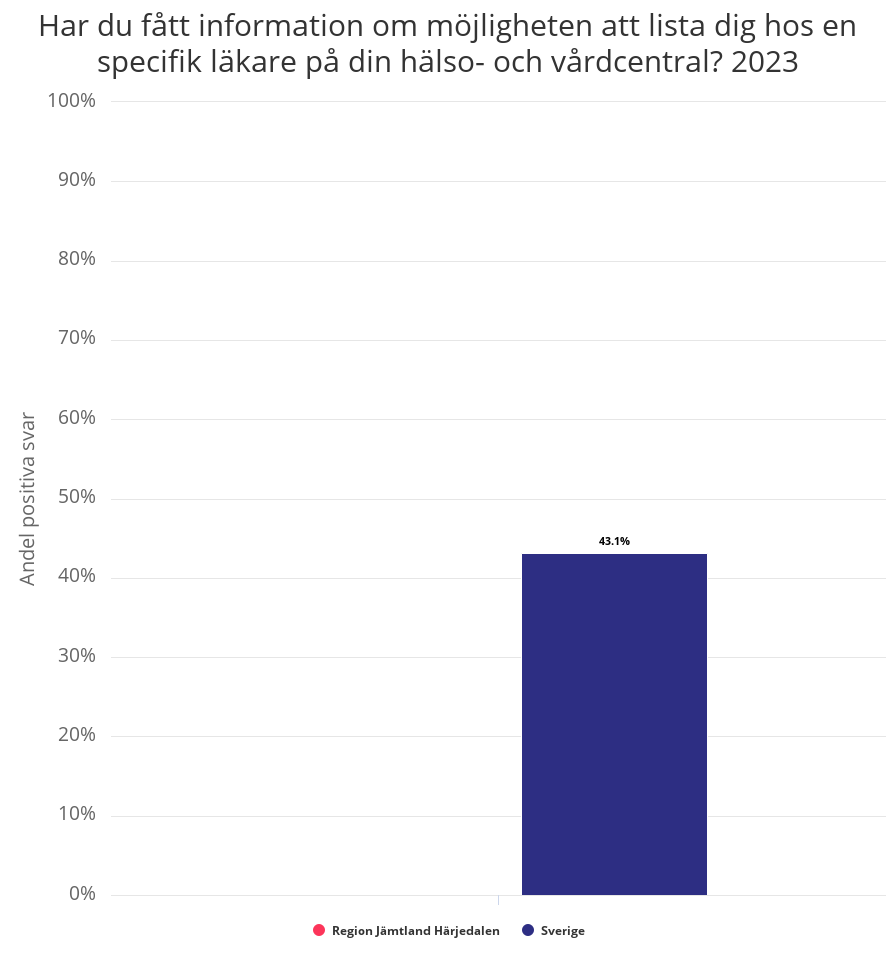 Har du fått information om möjligheten att lista dig hos en
specifik läkare på din hälso- och vårdcentral? 2023
100%
90%
80%
70%
60%
50%
40%
30%
20%
10%
0%
Andel positiva svar
43.1%
Region Jämtland Härjedalen
Sverige